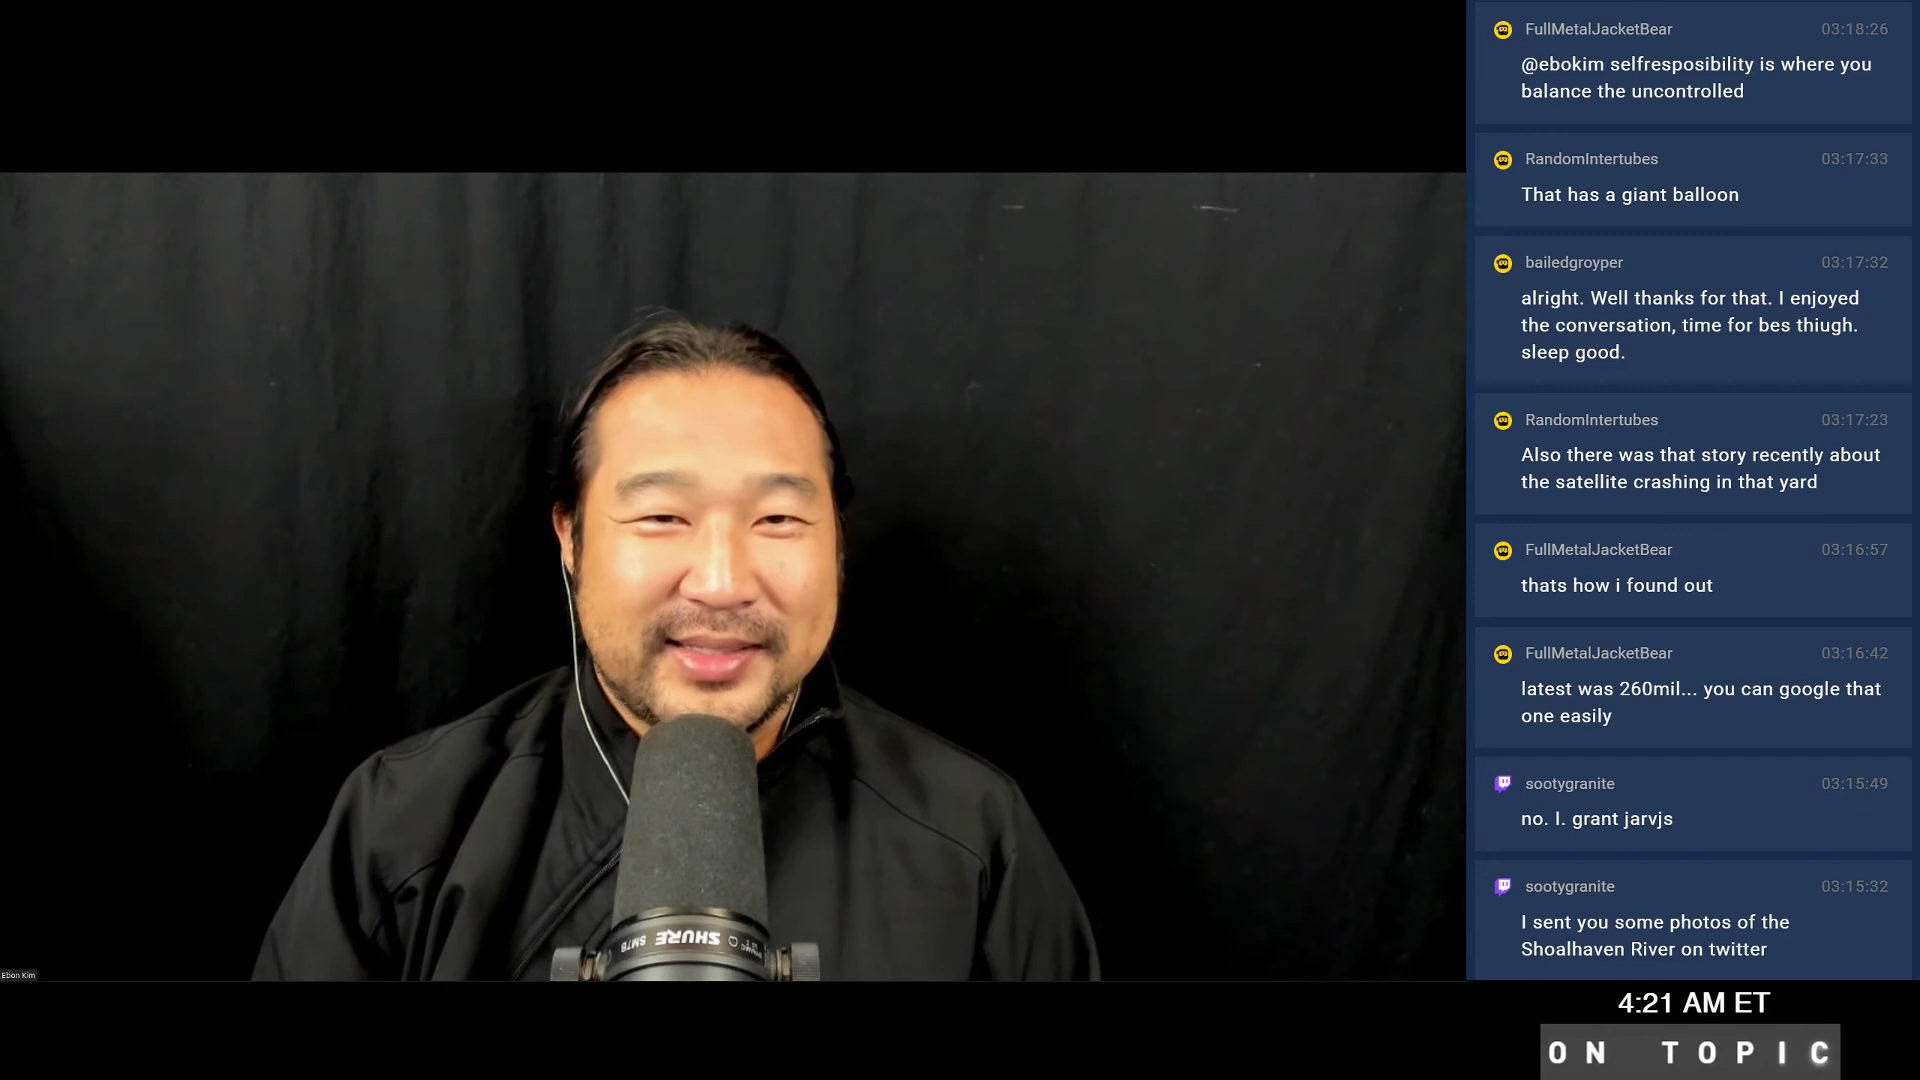 FullMetalJacketBear 03:18:26
@ebokim selfresposibility is where you
balance the uncontrolled
RandomIntertubes 03:17:33
That has a giant balloon
bailedgroyper 03:17:32
alright. Well thanks for that. I enjoyed
the conversation, time for bes thiugh.
sleep good.
RandomIntertubes 03:17:23
Also there was that story recently about
the satellite crashing in that yard
FullMetalJacketBear 03:16:57
thats how i found out
FullMetalJacketBear 03:16:42
latest was 260mil... you can google that
one easily
sootygranite 03:15:49
no. I. grant jarvjs
sootygranite 03:15:32
I sent you some photos of the
Shoalhaven River on twitter
SHURE SM7B
Ebon Kim
4:21 AM ET
ON TOPIC